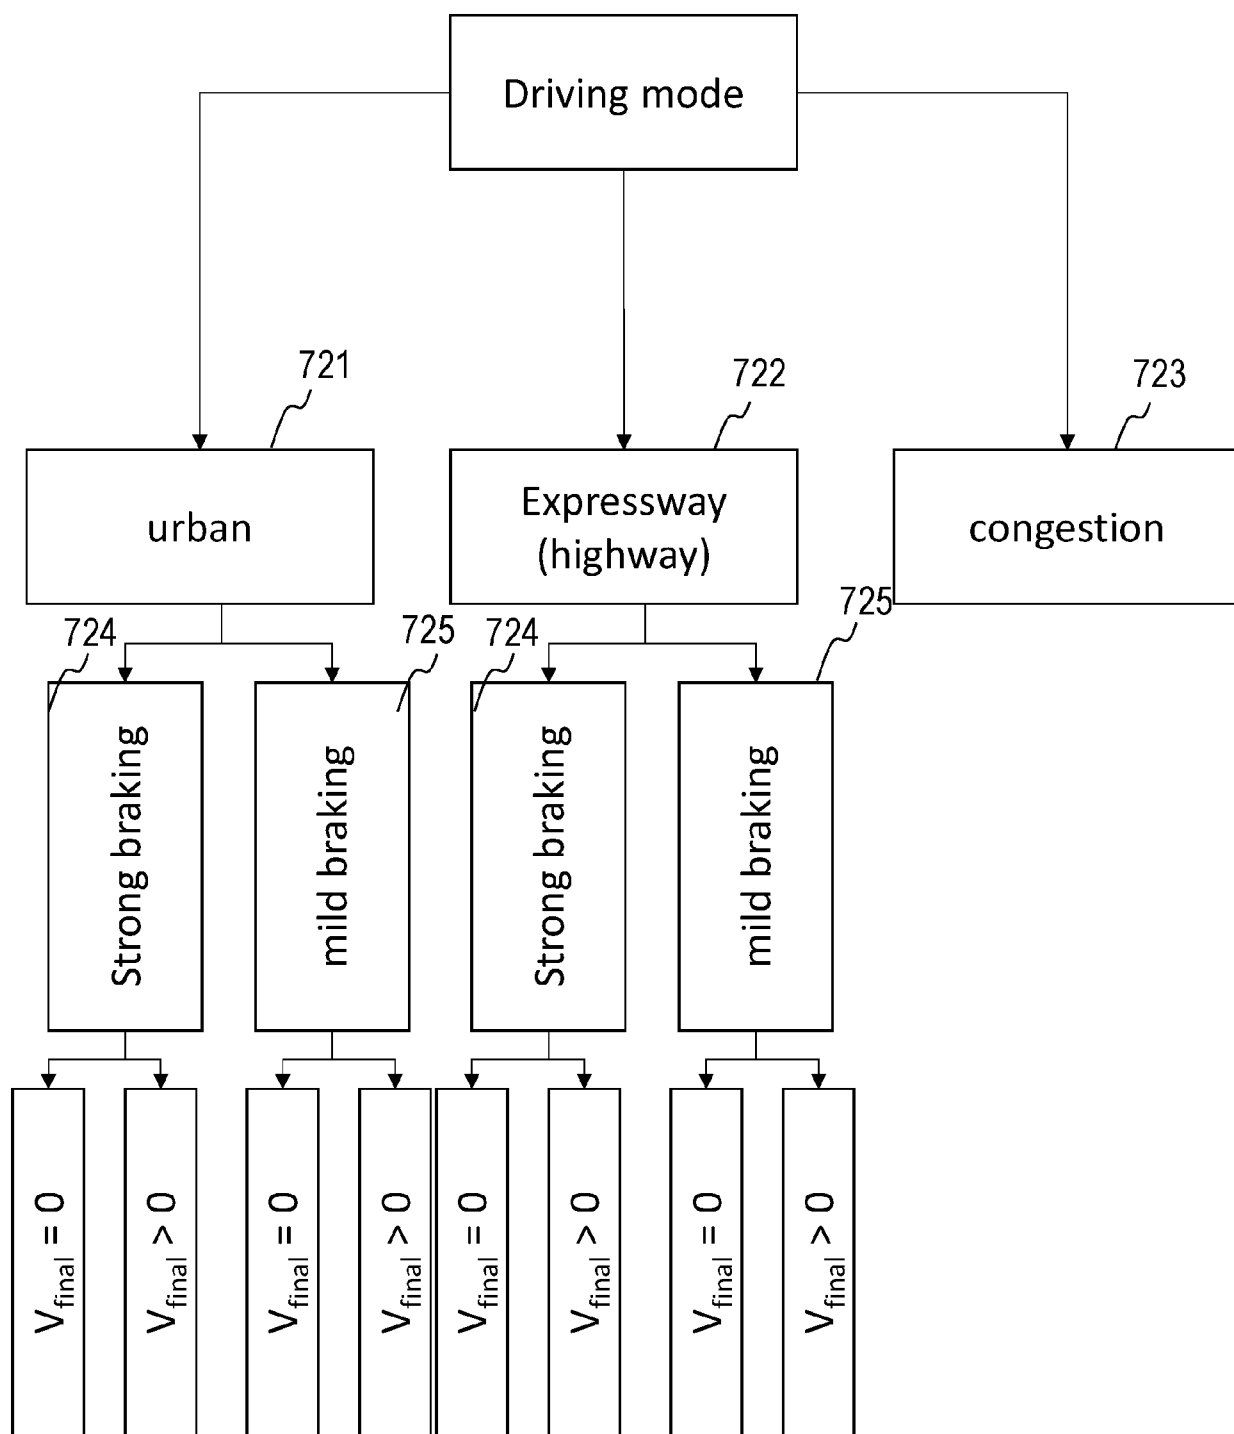 Driving mode
721
722
723
urban
Expressway
(highway)
congestion
724
725
724
725
Strong braking
mild braking
Strong braking
mild braking
V_final = 0
V_final > 0
V_final = 0
V_final > 0
V_final = 0
V_final > 0
V_final = 0
V_final > 0